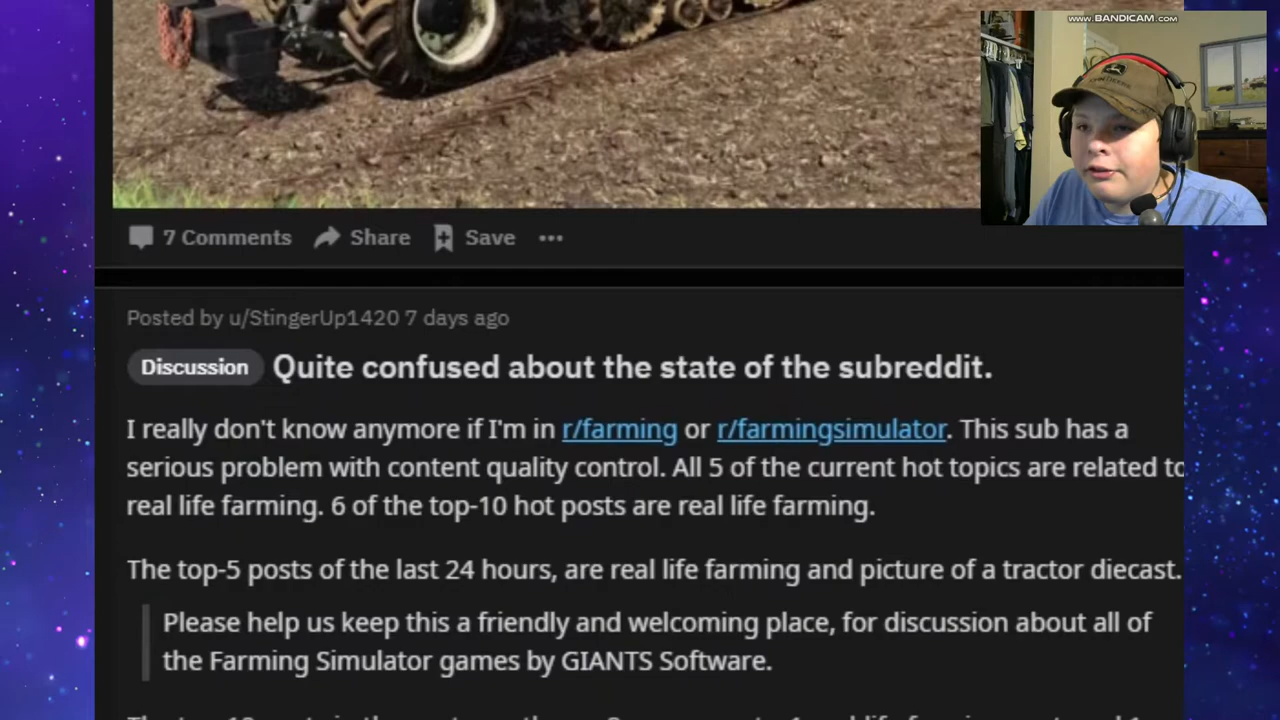 www.BANDICAM.com
7 Comments Share Save •••
Posted by u/StingerUp1420 7 days ago
Discussion Quite confused about the state of the subreddit.
I really don't know anymore if I'm in r/farming or r/farmingsimulator. This sub has a
serious problem with content quality control. All 5 of the current hot topics are related to
real life farming. 6 of the top-10 hot posts are real life farming.
The top-5 posts of the last 24 hours, are real life farming and picture of a tractor diecast.
Please help us keep this a friendly and welcoming place, for discussion about all of
the Farming Simulator games by GIANTS Software.